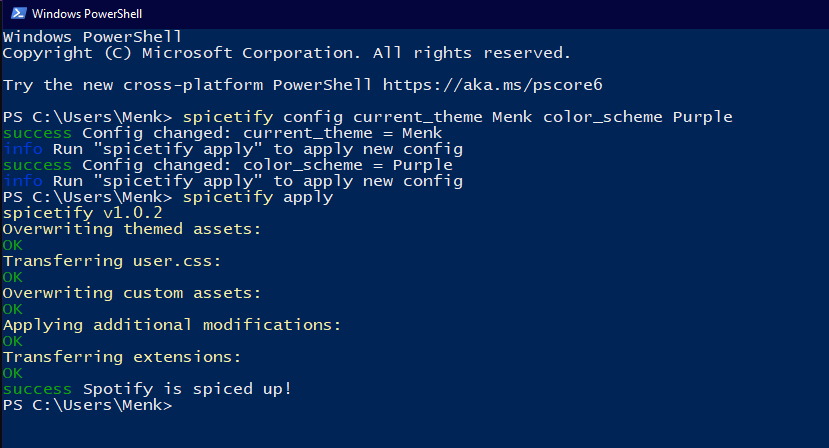 Windows PowerShell
Windows PowerShell
Copyright (C) Microsoft Corporation. All rights reserved.
Try the new cross-platform PowerShell https://aka.ms/pscore6
PS C:\Users\Menk> spicetify config current_theme Menk color_scheme Purple
success Config changed: current_theme = Menk
info Run "spicetify apply" to apply new config
success Config changed: color_scheme = Purple
info Run "spicetify apply" to apply new config
PS C:\Users\Menk> spicetify apply
spicetify v1.0.2
Overwriting themed assets:
OK
Transferring user.css:
OK
Overwriting custom assets:
OK
Applying additional modifications:
OK
Transferring extensions:
OK
success Spotify is spiced up!
PS C:\Users\Menk>